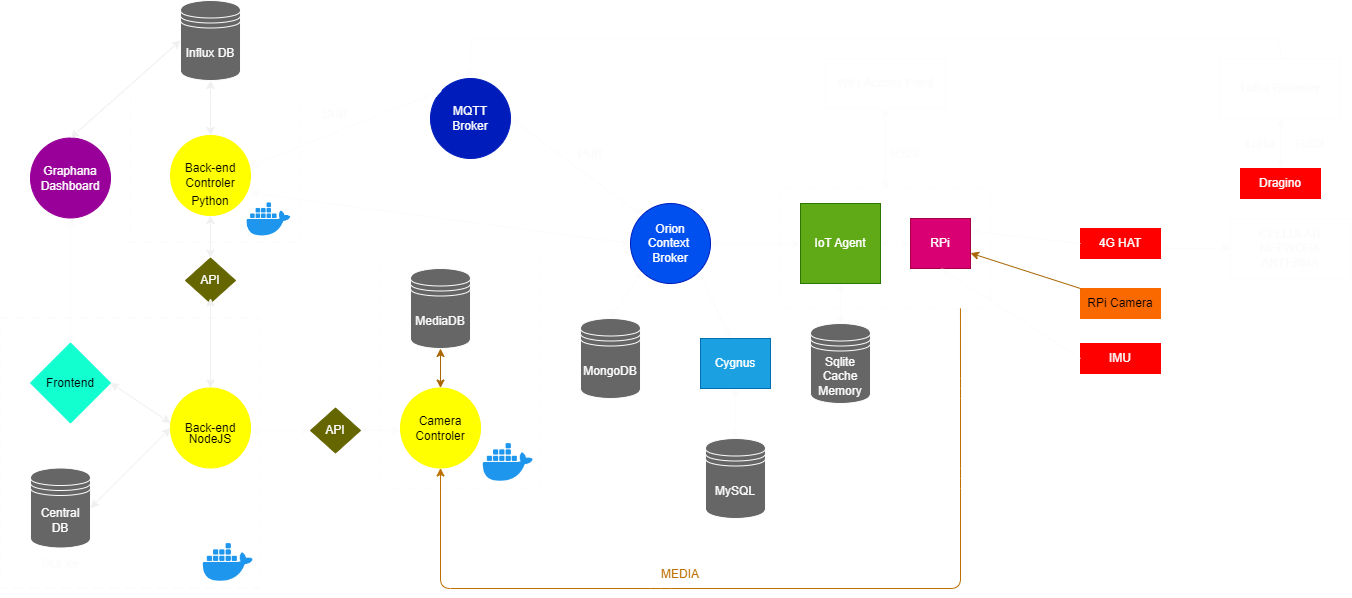 Influx DB
MQTT
Broker
Graphana
Dashboard
Back-end
Controler
Python
Dragino
Orion
Context
Broker
IoT Agent
RPi
4G HAT
API
RPi Camera
MediaDB
IMU
MongoDB
Cygnus
Sqlite
Cache
Memory
Frontend
Back-end
NodeJS
API
Camera
Controler
MySQL
Central
DB
MEDIA